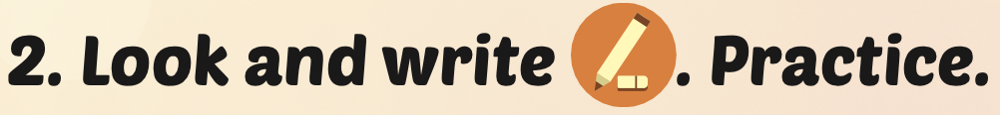 2. Look and write . Practice.